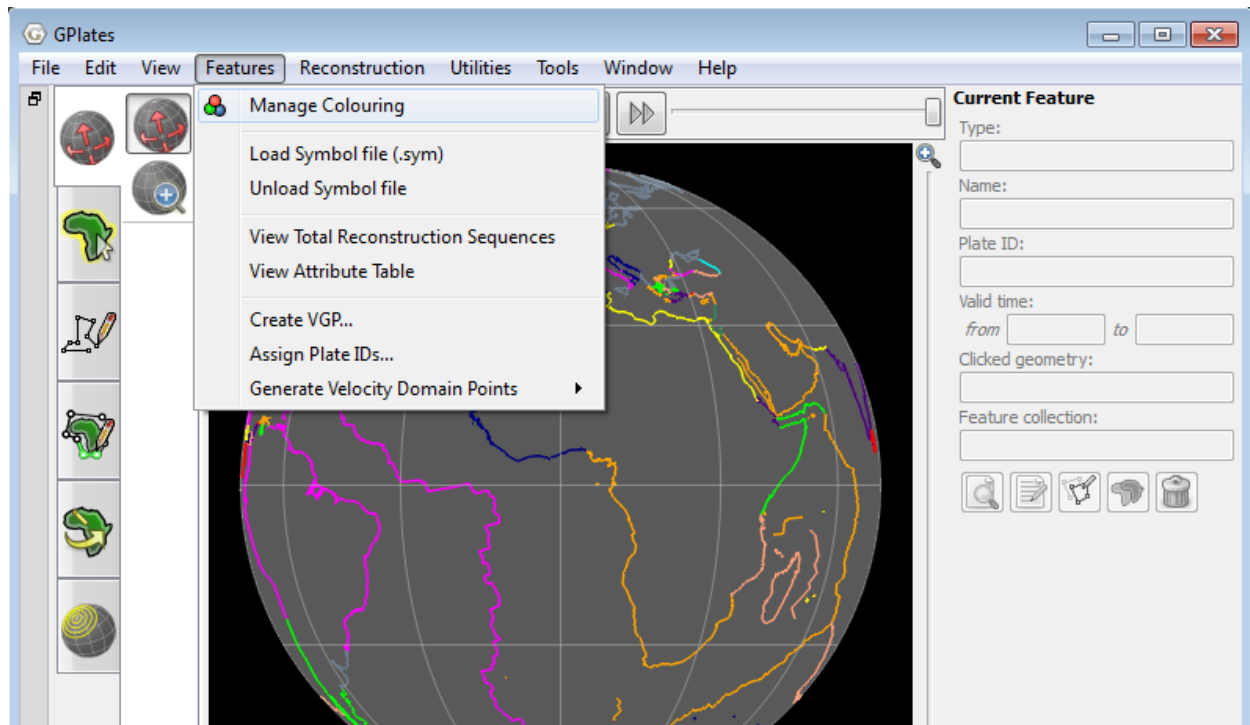 GPlates
File Edit View Features Reconstruction Utilities Tools Window Help
Manage Colouring
Load Symbol file (.sym)
Unload Symbol file
View Total Reconstruction Sequences
View Attribute Table
Create VGP...
Assign Plate IDs...
Generate Velocity Domain Points
Current Feature
Type:
Name:
Plate ID:
Valid time:
from to
Clicked geometry:
Feature collection: